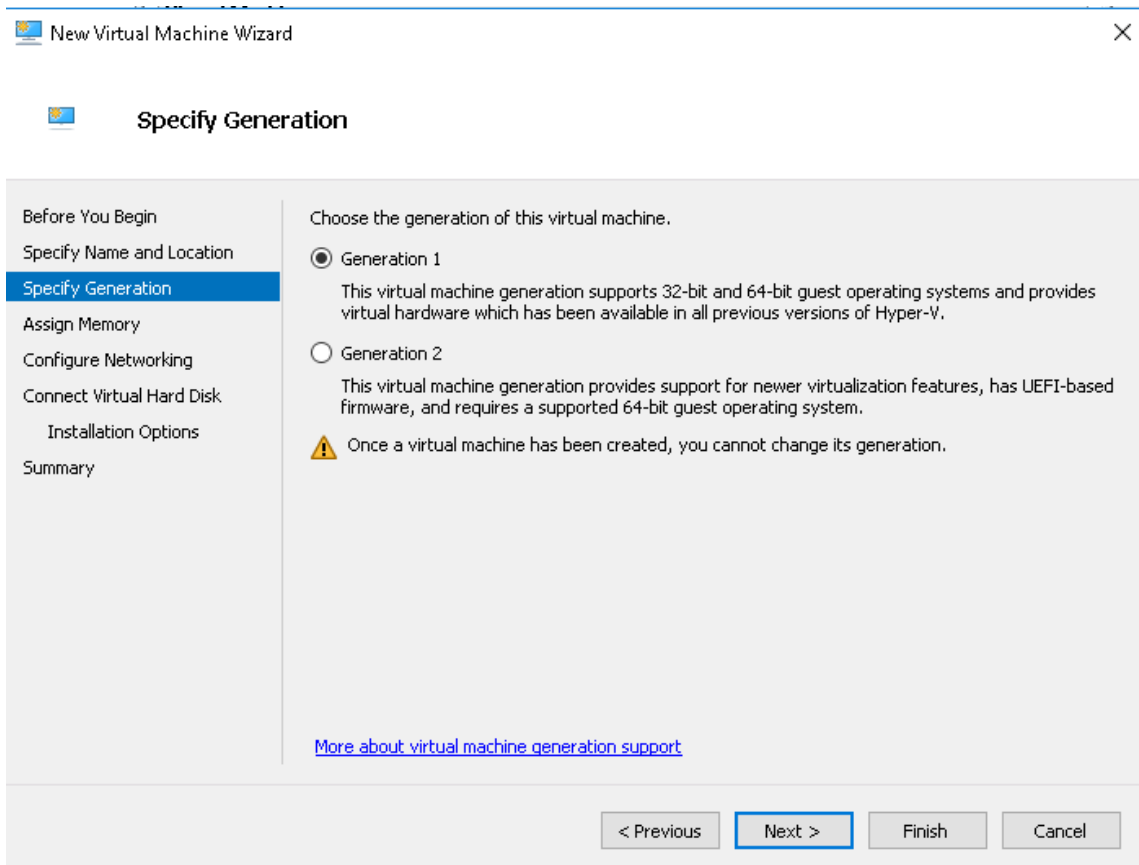 New Virtual Machine Wizard
Specify Generation
Before You Begin
Specify Name and Location
Specify Generation
Assign Memory
Configure Networking
Connect Virtual Hard Disk
Installation Options
Summary
Choose the generation of this virtual machine.
Generation 1
This virtual machine generation supports 32-bit and 64-bit guest operating systems and provides
virtual hardware which has been available in all previous versions of Hyper-V.
Generation 2
This virtual machine generation provides support for newer virtualization features, has UEFI-based
firmware, and requires a supported 64-bit guest operating system.
Once a virtual machine has been created, you cannot change its generation.
More about virtual machine generation support
< Previous
Next >
Finish
Cancel